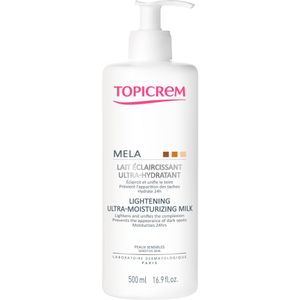 TOPICREM
MELA
LAIT ÉCLAIRCISSANT
ULTRA-HYDRATANT
Éclaircit et unifie le teint
Prévient l'apparition des taches
Hydrate 24h
LIGHTENING
ULTRA-MOISTURIZING MILK
Lightens and unifies the complexion
Prevents the appearance of dark spots
Moisturizes 24hrs
PEAUX SENSIBLES
SENSITIVE SKIN
LABORATOIRE DERMATOLOGIQUE
PARIS
500 ml 16.9 fl.oz.